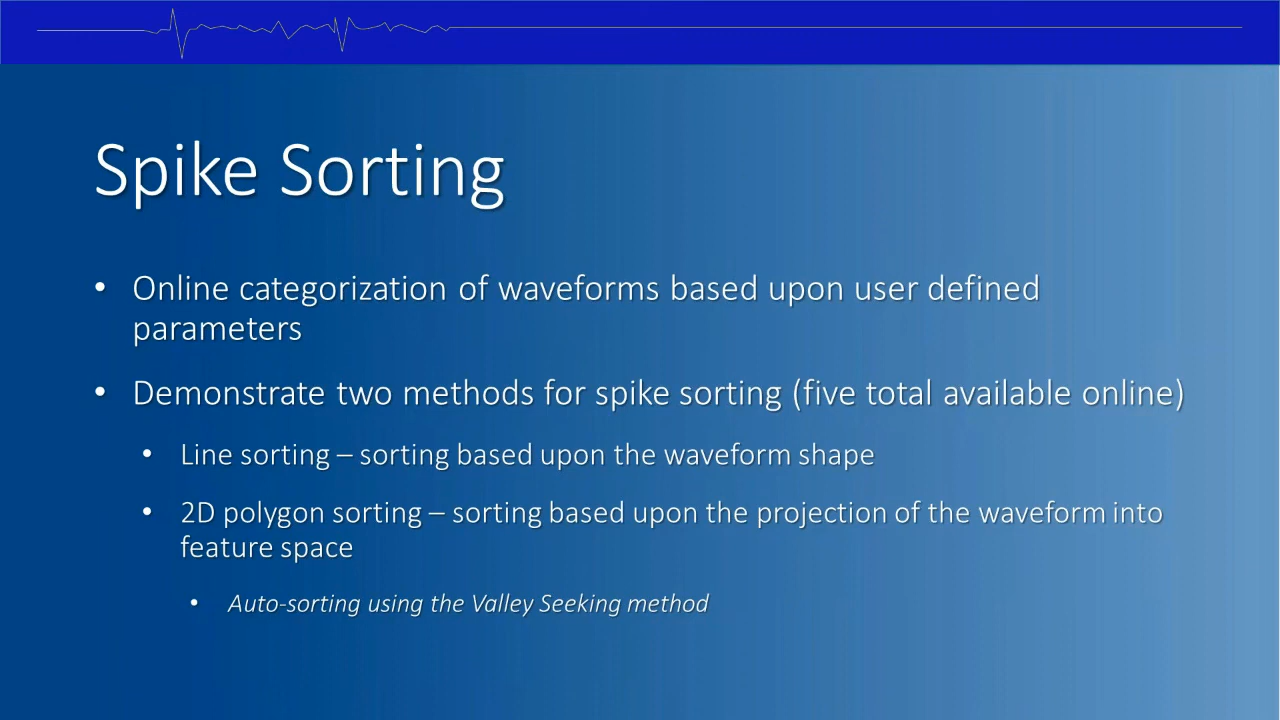 Spike Sorting
• Online categorization of waveforms based upon user defined
parameters
• Demonstrate two methods for spike sorting (five total available online)
• Line sorting – sorting based upon the waveform shape
• 2D polygon sorting – sorting based upon the projection of the waveform into
feature space
• Auto-sorting using the Valley Seeking method